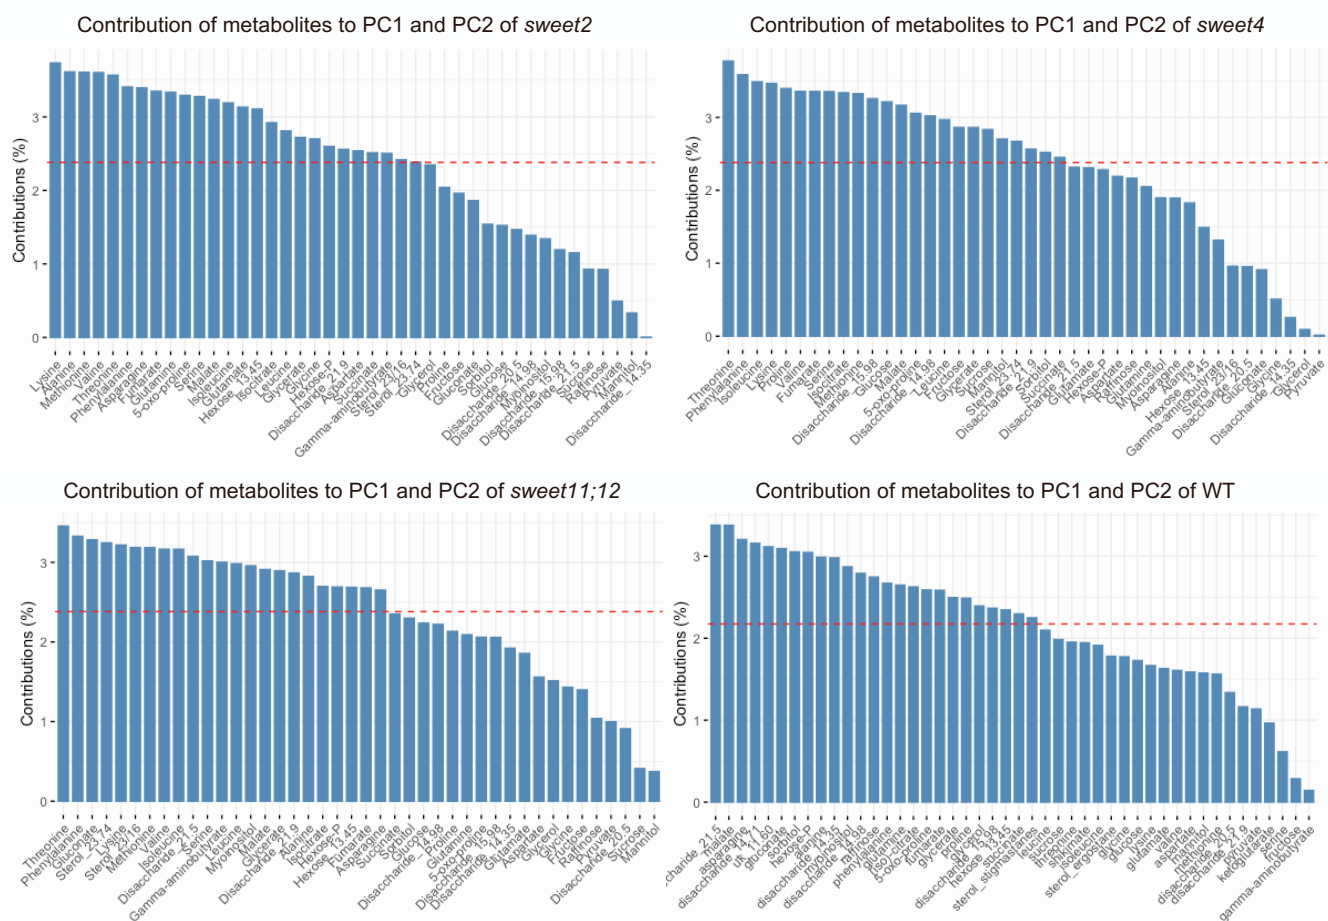 Contribution of metabolites to PC1 and PC2 of sweet2
Contributions (%)
3
2
1
0
Lysine
Alanine
Methionine
Valine
Threonine
Phenylalanine
Asparagine
Fumarate
Glutamine
5-oxo-proline
Serine
Malate
Isoleucine
Glutamate
Hexose_13.45
Isocitrate
Leucine
Glycerate
Glycine
Hexose-P
Disaccharide_21.9
Aspartate
Succinate
Gamma-aminobutyrate
Sterol_23.16
Sterol_23.74
Glycerol
Proline
Fructose
Gluconate
Sorbitol
Glucose
Disaccharide_20.5
Disaccharide_14.98
Myoinositol
Disaccharide_15.98
Disaccharide_21.5
Sucrose
Raffinose
Pyruvate
Mannitol
Disaccharide_14.35
Contribution of metabolites to PC1 and PC2 of sweet4
Contributions (%)
3
2
1
0
Threonine
Phenylalanine
Isoleucine
Lysine
Proline
Valine
Fumarate
Serine
Isocitrate
Methionine
Disaccharide_15.98
Glucose
Malate
5-oxo-proline
Disaccharide_14.98
Leucine
Fructose
Glycerate
Sucrose
Mannitol
Sterol_23.74
Disaccharide_21.9
Sorbitol
Succinate
Disaccharide_21.5
Glutamate
Hexose-P
Aspartate
Raffinose
Glutamine
Myoinositol
Asparagine
Alanine
Hexose_13.45
Gamma-aminobutyrate
Sterol_23.16
Disaccharide_20.5
Gluconate
Glycine
Disaccharide_14.35
Glycerol
Pyruvate
Contribution of metabolites to PC1 and PC2 of sweet11;12
Contributions (%)
3
2
1
0
Threonine
Phenylalanine
Gluconate
Sterol_23.74
Lysine
Sterol_23.16
Methionine
Valine
Isoleucine
Disaccharide_21.5
Serine
Gamma-aminobutyrate
Leucine
Myoinositol
Malate
Glycerate
Disaccharide_21.9
Alanine
Isocitrate
Hexose-P
Hexose_13.45
Fumarate
Asparagine
Succinate
Sorbitol
Glucose
Disaccharide_14.98
Proline
Glutamine
5-oxo-proline
Disaccharide_15.98
Disaccharide_14.35
Glutamate
Aspartate
Glycerol
Glycine
Fructose
Raffinose
Pyruvate
Disaccharide_20.5
Sucrose
Mannitol
Contribution of metabolites to PC1 and PC2 of WT
Contributions (%)
3
2
1
0
charide_21.5
malate
asparagine
uk_14.71
gluconate
sorbitol
hexose-P
alanine
disaccharide_14.35
myoinositol
disaccharide_14.98
raffinose
phenylalanine
glutamine
isocitrate
5-oxo-proline
fumarate
glycerate
proline
glycerol
disaccharide_15.98
hexose_13.45
succinate
sterol_stigmastanes
leucine
sucrose
threonine
mannitol
isoleucine
sterol_ergostane
glycine
glucose
lysine
glutamate
valine
aspartate
methionine
disaccharide_21.9
pyruvate
ketoglutarate
serine
fructose
gamma-aminobutyrate